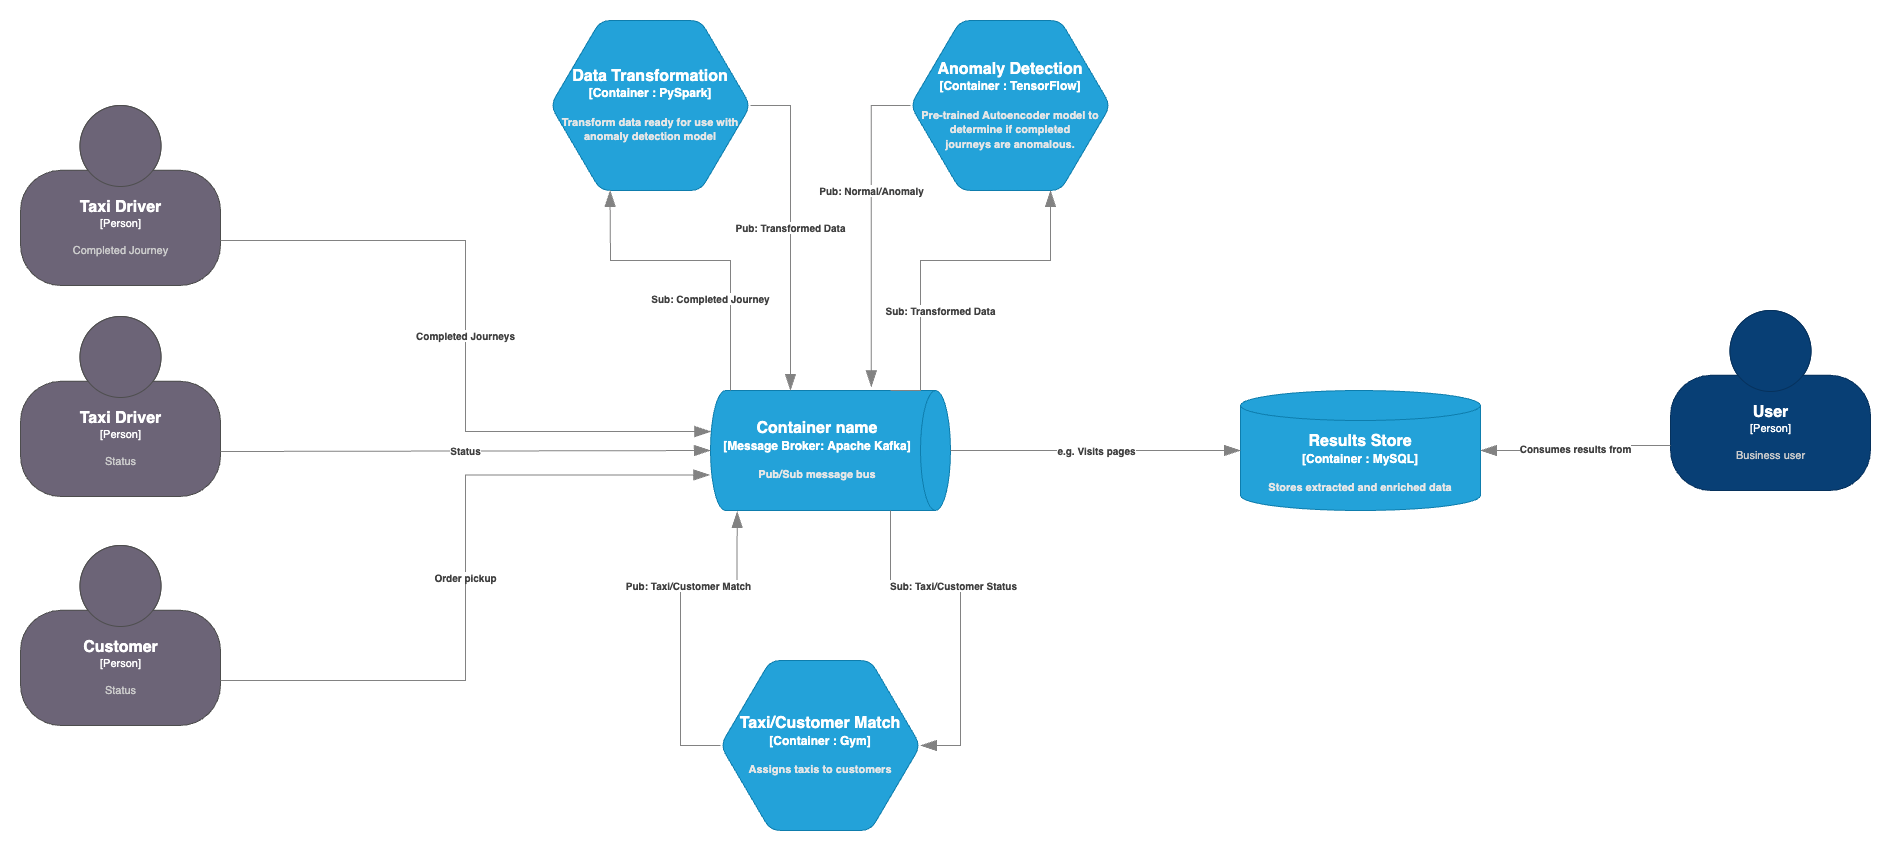 Data Transformation
[Container : PySpark]
Transform data ready for use with
anomaly detection model
Anomaly Detection
[Container : TensorFlow]
Pre-trained Autoencoder model to
determine if completed
journeys are anomalous.
Taxi Driver
[Person]
Completed Journey
Pub: Normal/Anomaly
Pub: Transformed Data
Sub: Completed Journey
Sub: Transformed Data
Completed Journeys
Taxi Driver
[Person]
Status
Status
Container name
[Message Broker: Apache Kafka]
Pub/Sub message bus
e.g. Visits pages
Results Store
[Container : MySQL]
Stores extracted and enriched data
Consumes results from
User
[Person]
Business user
Order pickup
Pub: Taxi/Customer Match
Sub: Taxi/Customer Status
Customer
[Person]
Status
Taxi/Customer Match
[Container : Gym]
Assigns taxis to customers